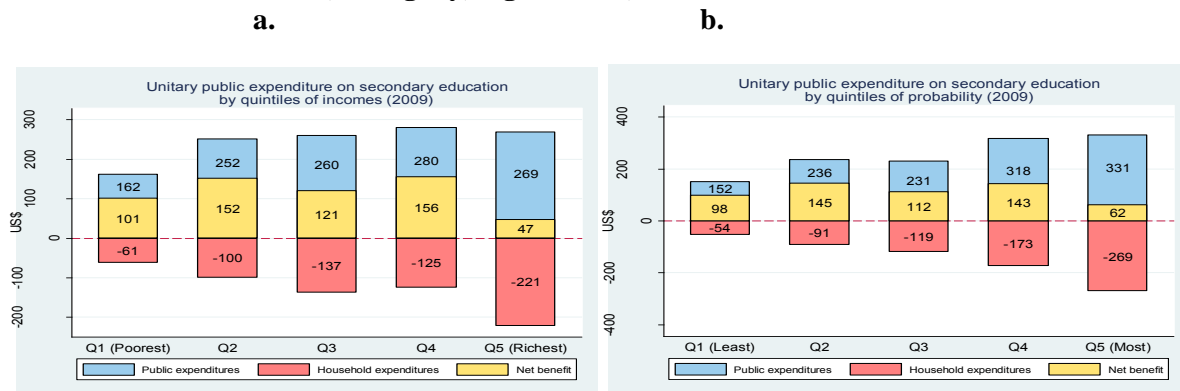 a.
b.
Unitary public expenditure on secondary education
by quintiles of incomes (2009)
US$
300
200
100
0
-100
-200
162
101
-61
252
152
-100
260
121
-137
280
156
-125
269
47
-221
Q1 (Poorest)
Q2
Q3
Q4
Q5 (Richest)
Public expenditures
Household expenditures
Net benefit
Unitary public expenditure on secondary education
by quintiles of probability (2009)
US$
400
200
0
-200
-400
152
98
-54
236
145
-91
231
112
-119
318
143
-173
331
62
-269
Q1 (Least)
Q2
Q3
Q4
Q5 (Most)
Public expenditures
Household expenditures
Net benefit